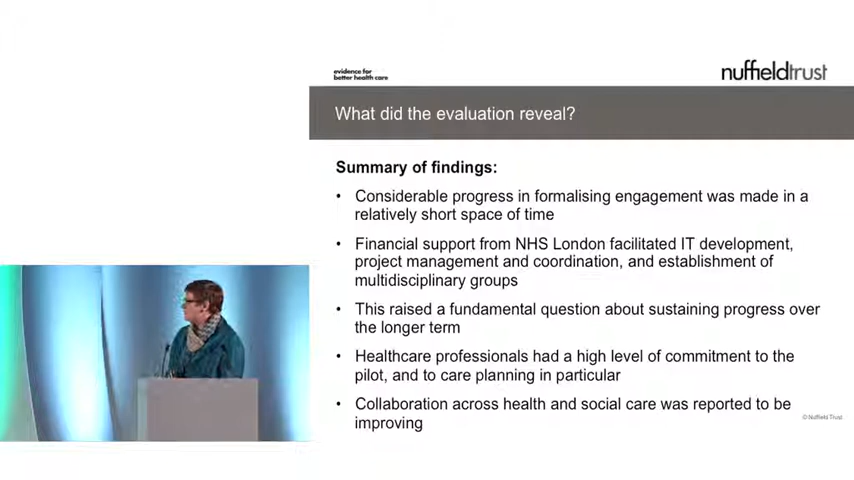 evidence for
better health care
nuffieldtrust
What did the evaluation reveal?
Summary of findings:
• Considerable progress in formalising engagement was made in a
relatively short space of time
• Financial support from NHS London facilitated IT development,
project management and coordination, and establishment of
multidisciplinary groups
• This raised a fundamental question about sustaining progress over
the longer term
• Healthcare professionals had a high level of commitment to the
pilot, and to care planning in particular
• Collaboration across health and social care was reported to be
improving
© Nuffield Trust